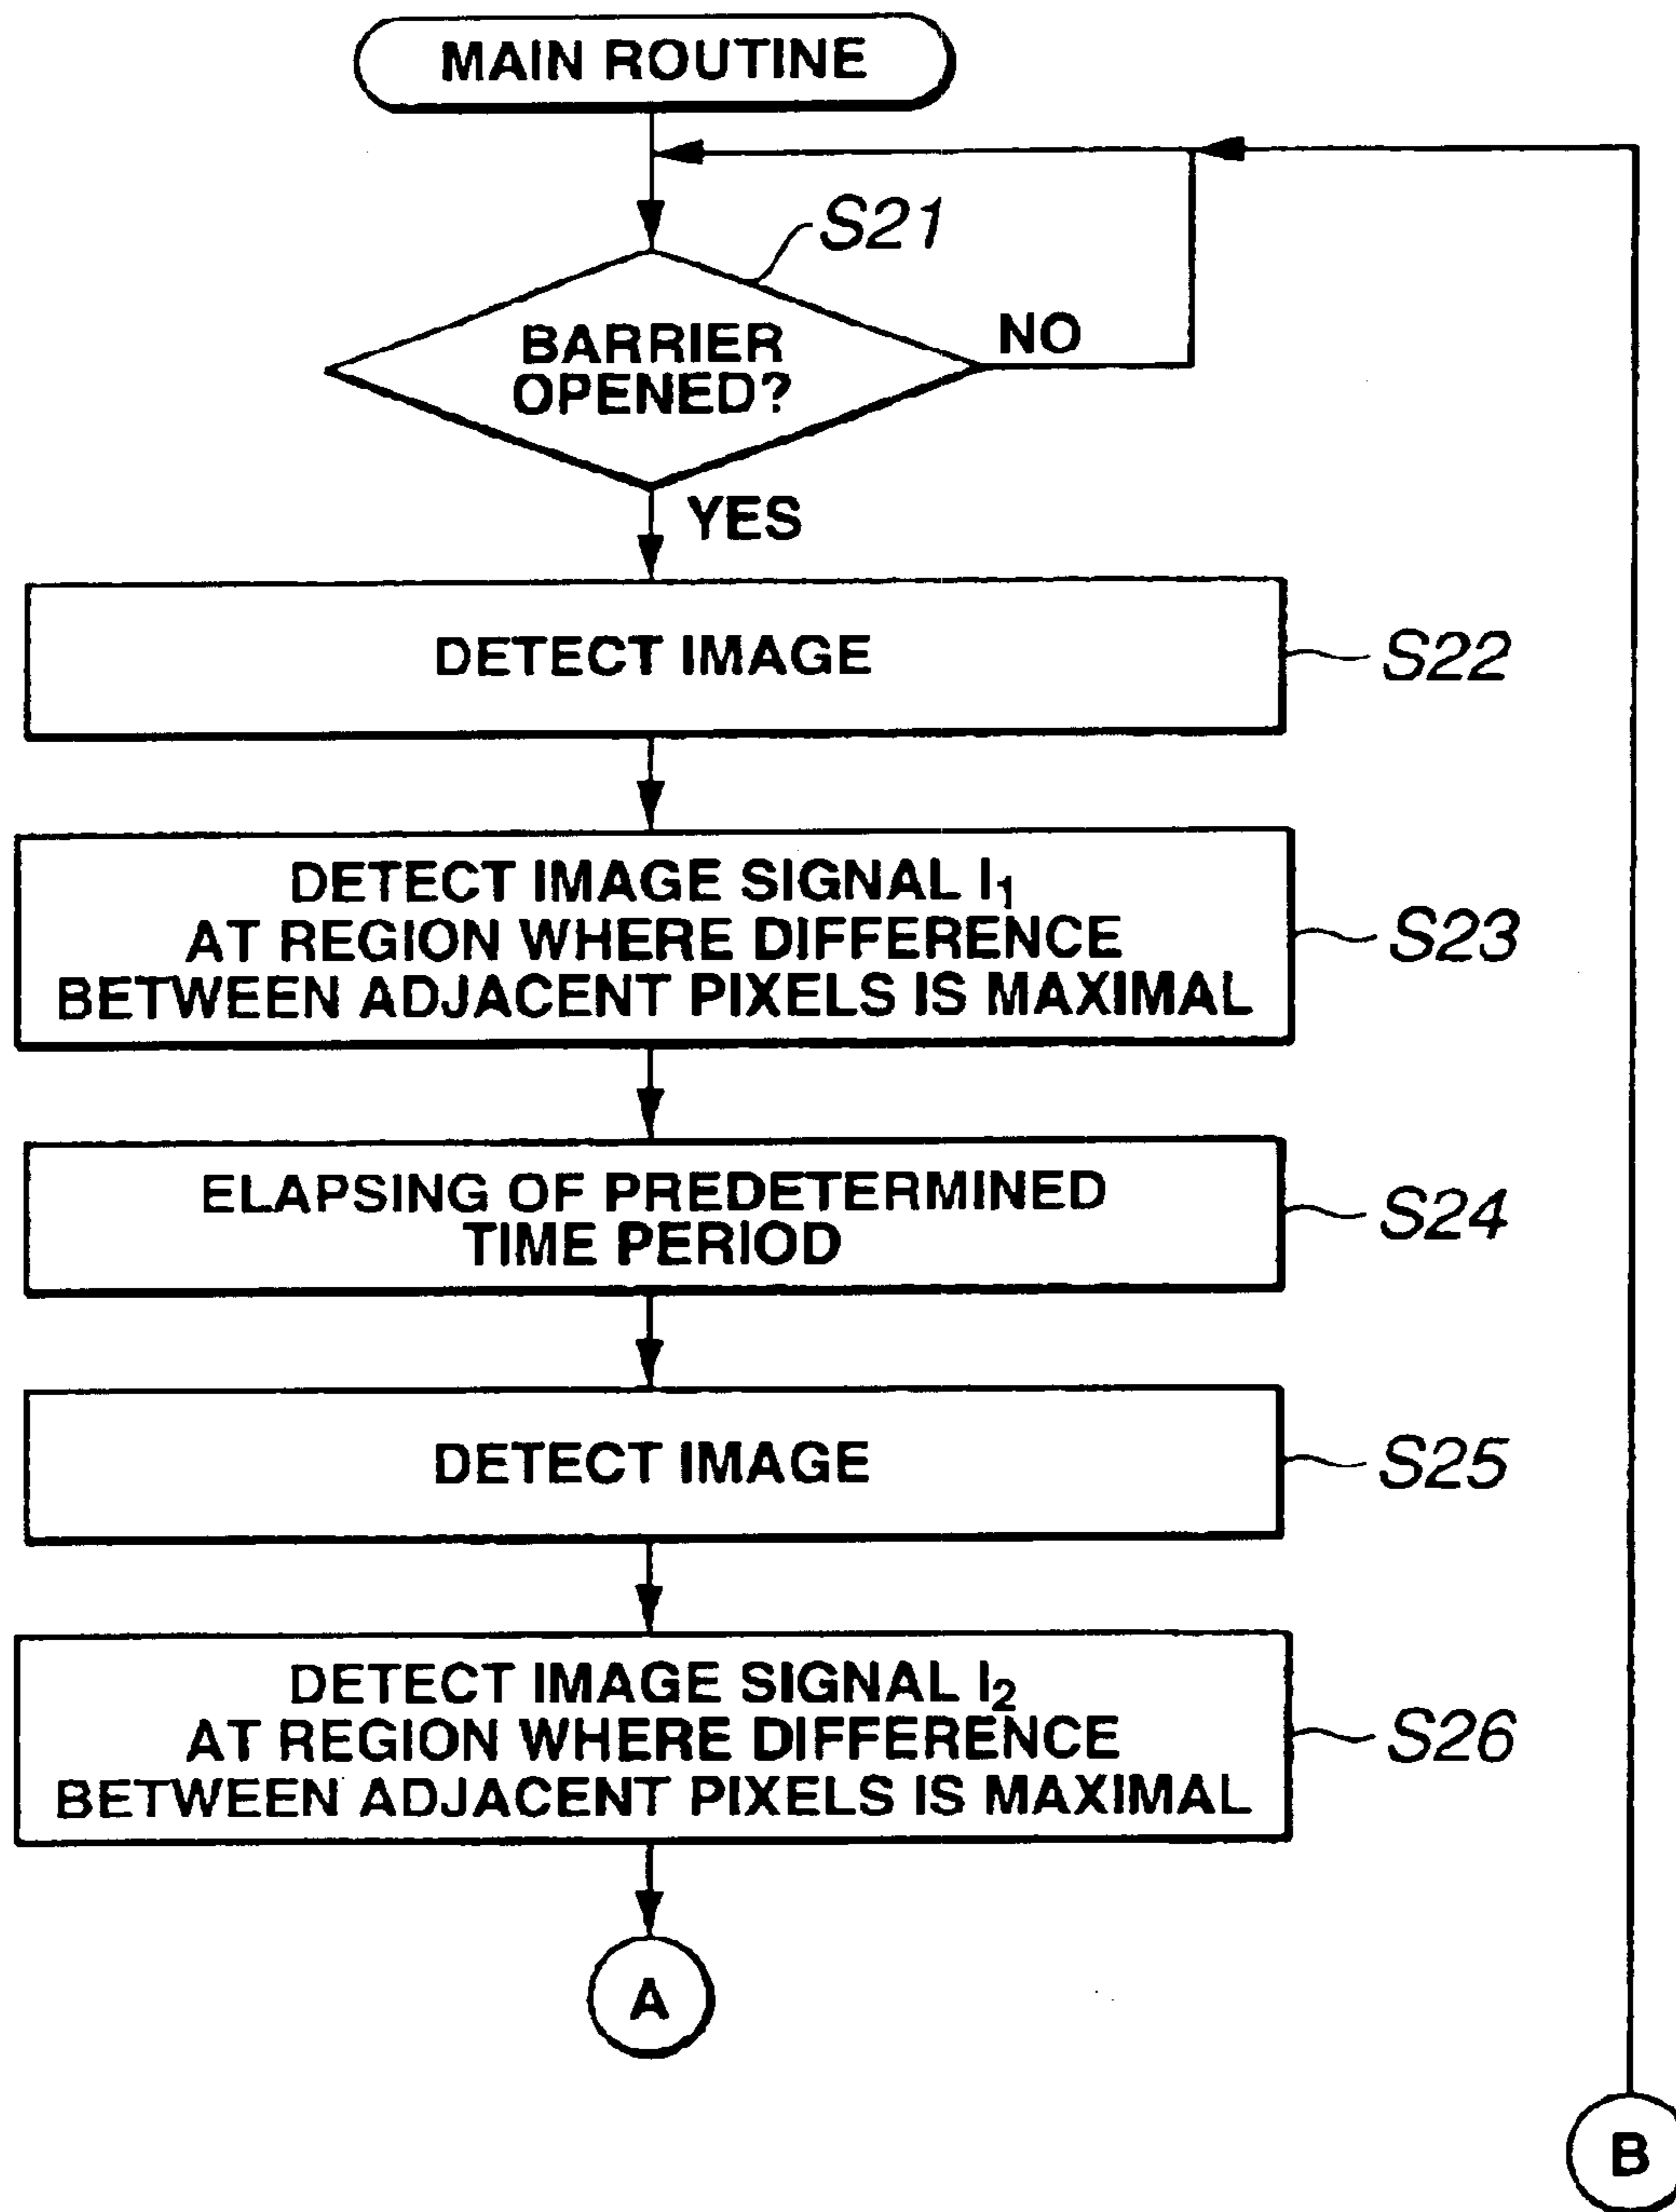 MAIN ROUTINE
S21
BARRIER
OPENED?
NO
YES
DETECT IMAGE
S22
DETECT IMAGE SIGNAL I₁
AT REGION WHERE DIFFERENCE
BETWEEN ADJACENT PIXELS IS MAXIMAL
S23
ELAPSING OF PREDETERMINED
TIME PERIOD
S24
DETECT IMAGE
S25
DETECT IMAGE SIGNAL I₂
AT REGION WHERE DIFFERENCE
BETWEEN ADJACENT PIXELS IS MAXIMAL
S26
A
B